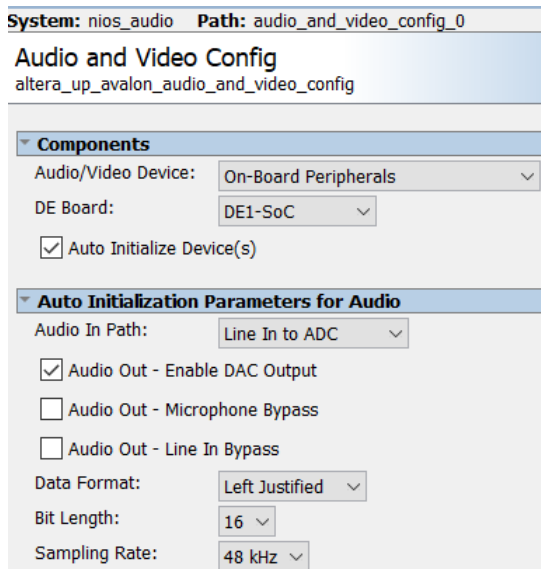 System: nios_audio Path: audio_and_video_config_0
Audio and Video Config
altera_up_avalon_audio_and_video_config
Components
Audio/Video Device: On-Board Peripherals
DE Board: DE1-SoC
Auto Initialize Device(s)
Auto Initialization Parameters for Audio
Audio In Path: Line In to ADC
Audio Out - Enable DAC Output
Audio Out - Microphone Bypass
Audio Out - Line In Bypass
Data Format: Left Justified
Bit Length: 16
Sampling Rate: 48 kHz